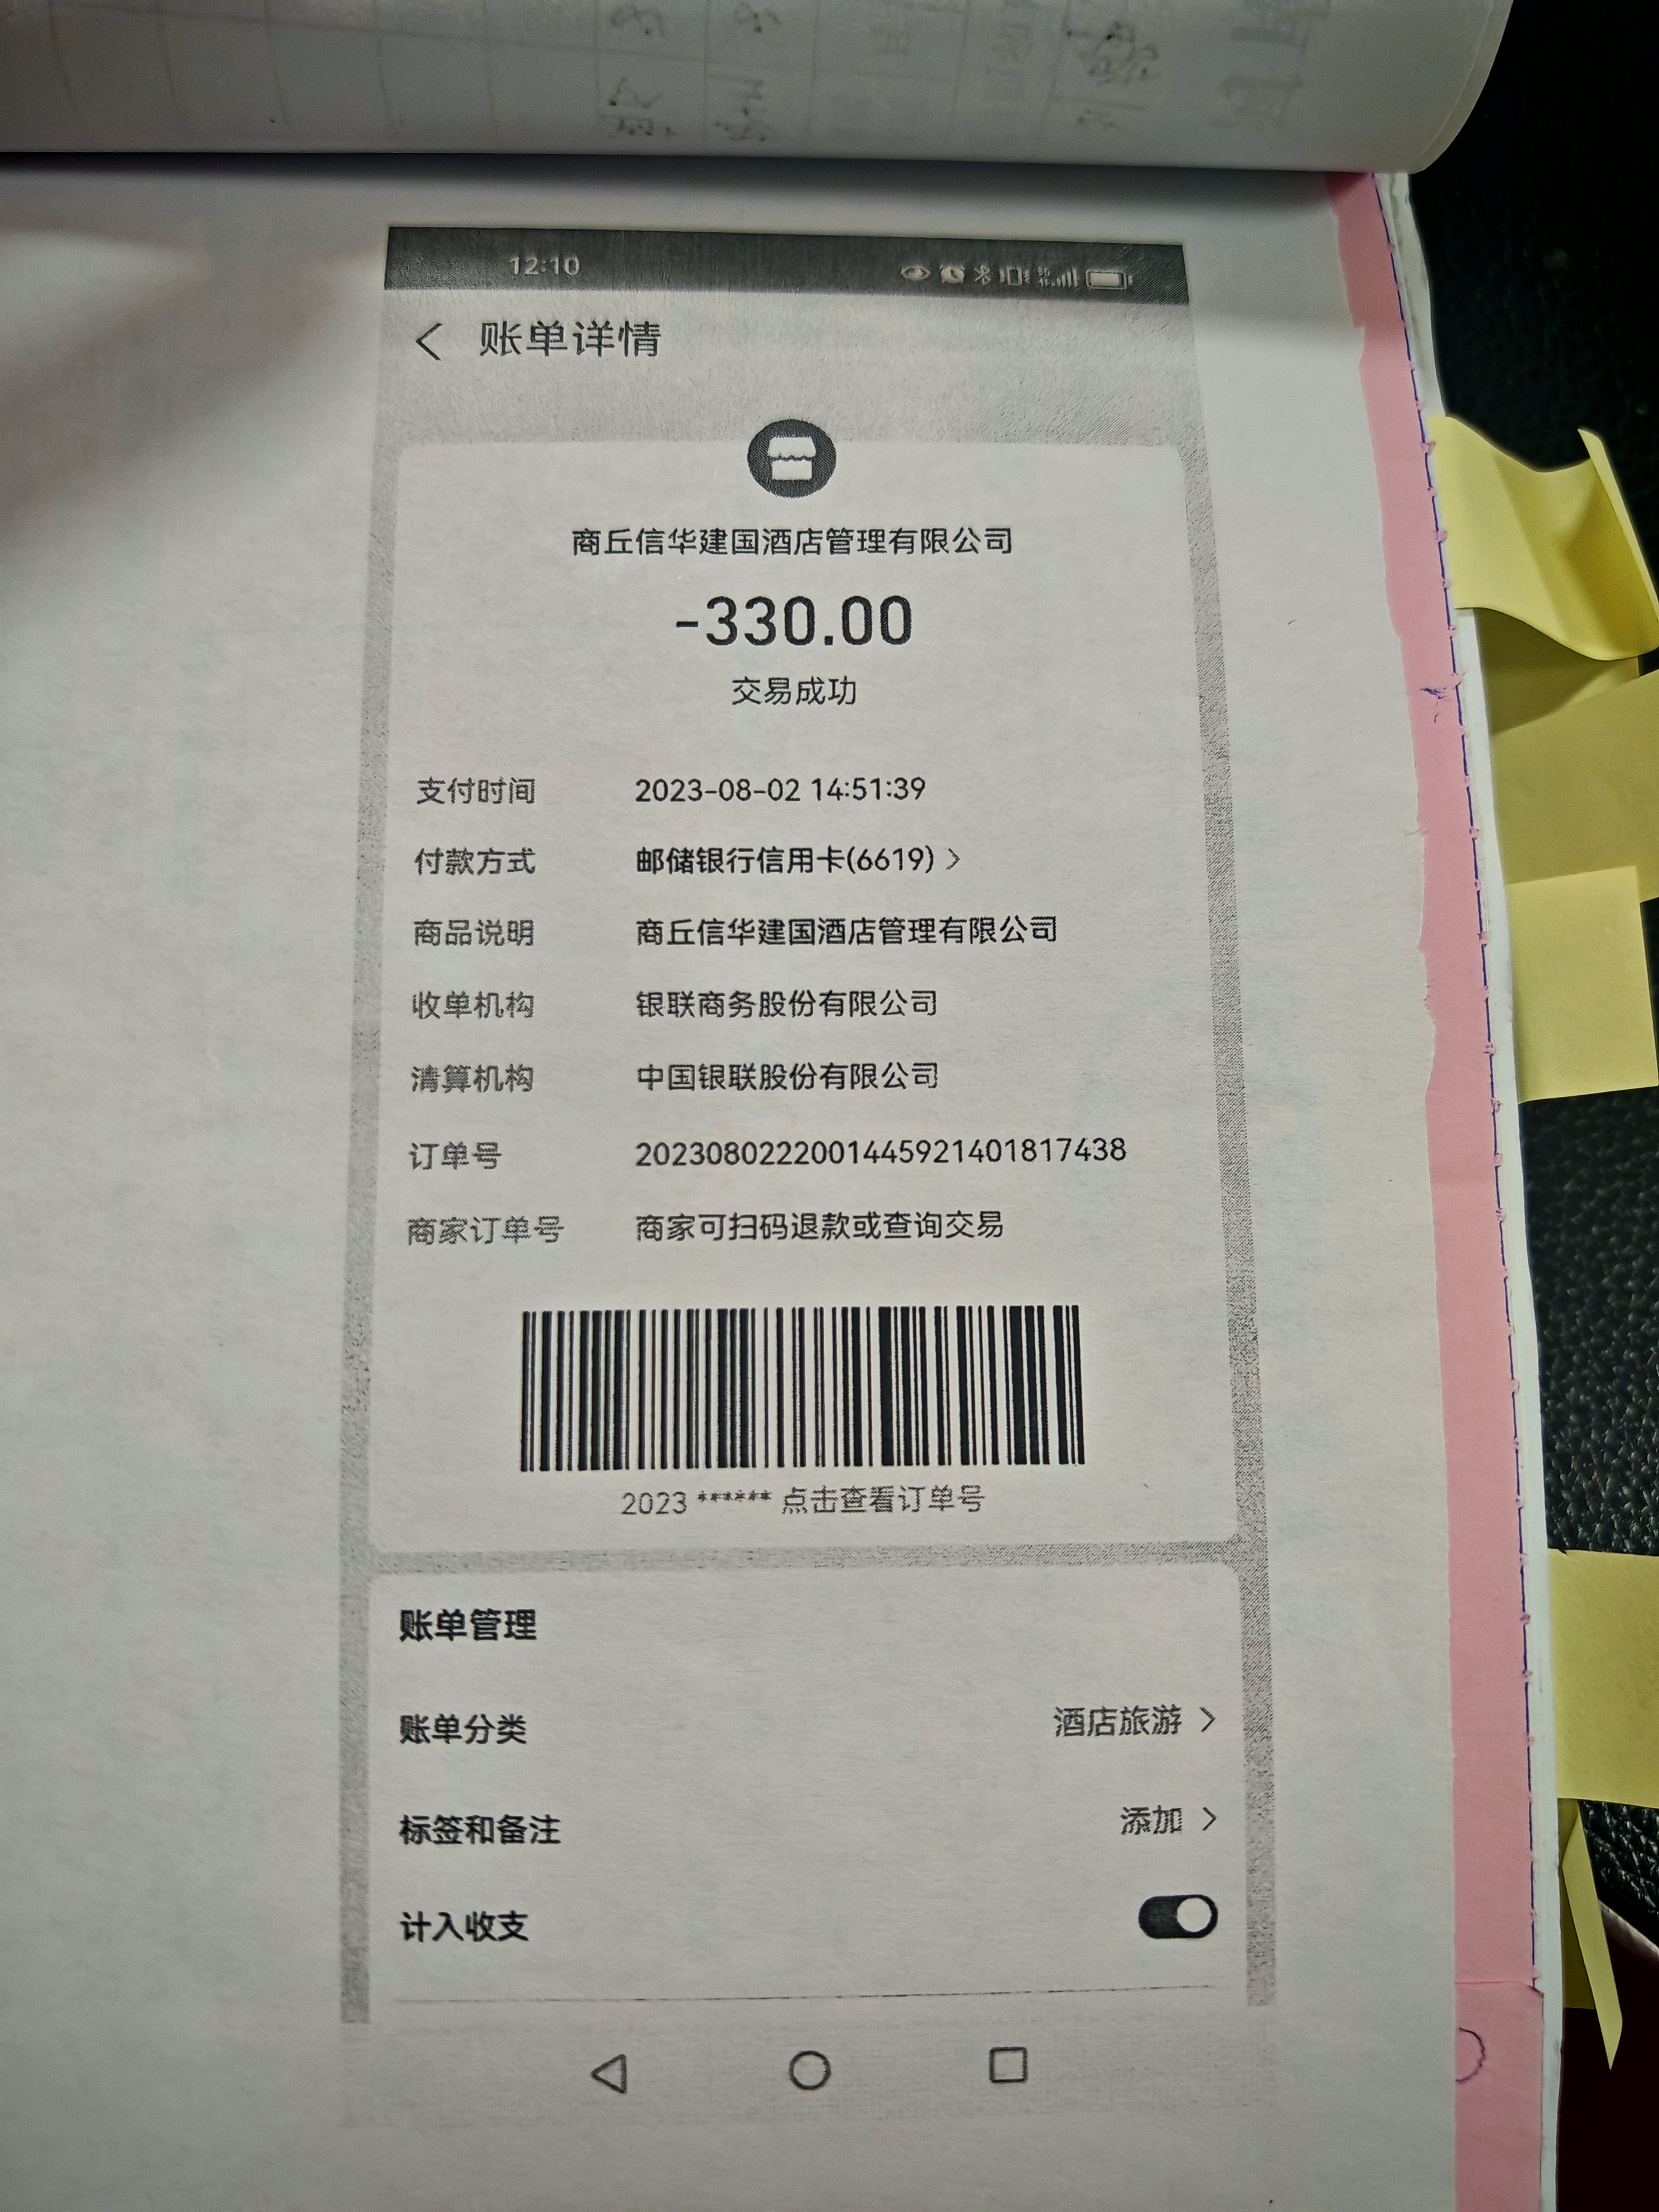 12:10
账单详情
商丘信华建国酒店管理有限公司
-330.00
交易成功
支付时间 2023-08-02 14:51:39
付款方式 邮储银行信用卡(6619) >
商品说明 商丘信华建国酒店管理有限公司
收单机构 银联商务股份有限公司
清算机构 中国银联股份有限公司
订单号 2023080222001445921401817438
商家订单号 商家可扫码退款或查询交易
2023 ****** 点击查看订单号
账单管理
账单分类 酒店旅游 >
标签和备注 添加 >
计入收支